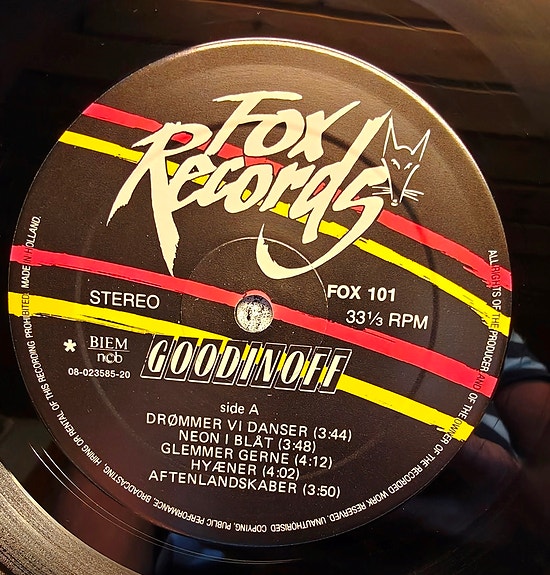 Fox
Records
STEREO
FOX 101
33⅓ RPM
* BIEM
ncb
08-023585-20
GOODINOFF
side A
DRØMMER VI DANSER (3:44)
NEON I BLÅT (3:48)
GLEMMER GERNE (4:12)
HYÆNER (4:02)
AFTENLANDSKABER (3:50)
ALL RIGHTS OF THE PRODUCER AND OF THE OWNER OF THE RECORDED WORK RESERVED. UNAUTHORISED COPYING, PUBLIC PERFORMANCE, BROADCASTING, HIRING OR RENTAL OF THIS RECORDING PROHIBITED. MADE IN HOLLAND.